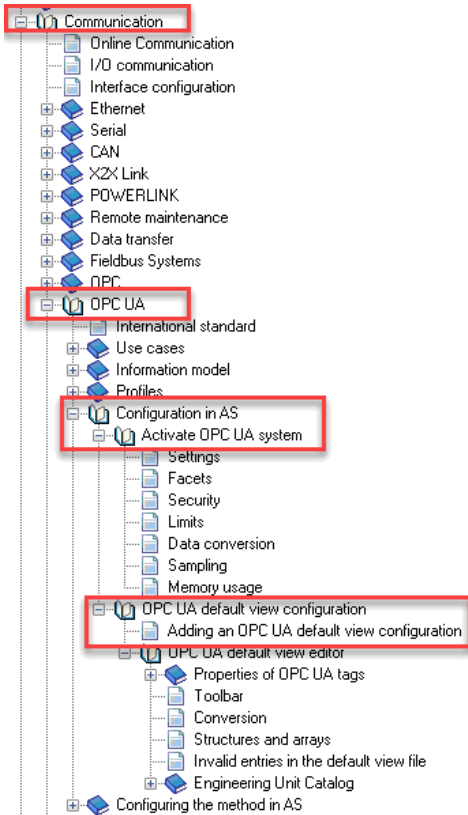 Communication
Online Communication
I/O communication
Interface configuration
Ethernet
Serial
CAN
X2X Link
POWERLINK
Remote maintenance
Data transfer
Fieldbus Systems
OPC
OPC UA
International standard
Use cases
Information model
Profiles
Configuration in AS
Activate OPC UA system
Settings
Facets
Security
Limits
Data conversion
Sampling
Memory usage
OPC UA default view configuration
Adding an OPC UA default view configuration
OPC UA default view editor
Properties of OPC UA tags
Toolbar
Conversion
Structures and arrays
Invalid entries in the default view file
Engineering Unit Catalog
Configuring the method in AS